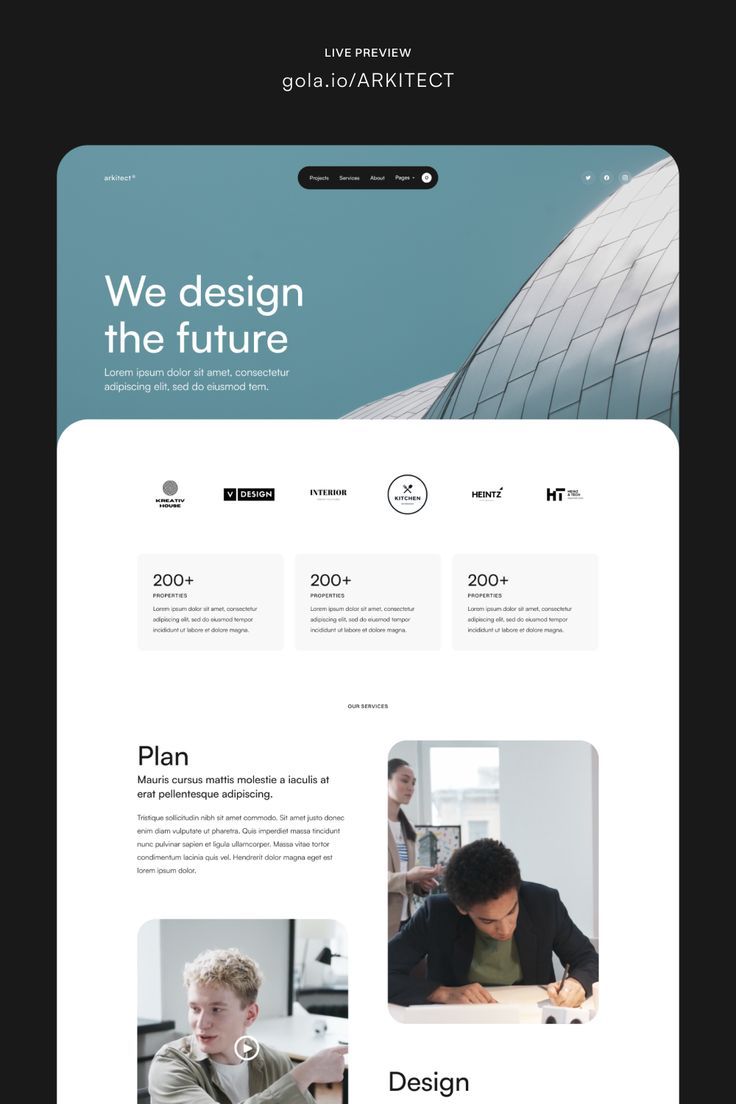 LIVE PREVIEW
gola.io/ARKITECT
arkitect®
Projects Services About Pages
We design
the future
Lorem ipsum dolor sit amet, consectetur
adipiscing elit, sed do eiusmod tem.
KREATIV
HOUSE
V DESIGN
INTERIOR
KITCHEN
HEINTZ
HT HEINZ
& TECH
200+
PROPERTIES
Lorem ipsum dolor sit amet, consectetur
adipiscing elit, sed do eiusmod tempor
incididunt ut labore et dolore magna.
200+
PROPERTIES
Lorem ipsum dolor sit amet, consectetur
adipiscing elit, sed do eiusmod tempor
incididunt ut labore et dolore magna.
200+
PROPERTIES
Lorem ipsum dolor sit amet, consectetur
adipiscing elit, sed do eiusmod tempor
incididunt ut labore et dolore magna.
OUR SERVICES
Plan
Mauris cursus mattis molestie a iaculis at
erat pellentesque adipiscing.
Tristique sollicitudin nibh sit amet commodo. Sit amet justo donec
enim diam vulputate ut pharetra. Quis imperdiet massa tincidunt
nunc pulvinar sapien et ligula ullamcorper. Massa vitae tortor
condimentum lacinia quis vel. Hendrerit dolor magna eget est
lorem ipsum dolor.
Design